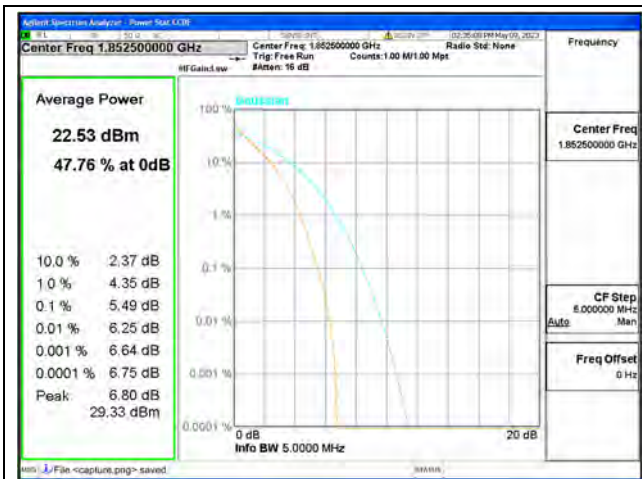 Agilent Spectrum Analyzer - Power Stat CCDF
Center Freq 1.852500000 GHz
Center Freq: 1.852500000 GHz
Trig: Free Run
Counts:1.00 M/1.00 Mpt
#IFGain:Low
#Atten: 16 dB
02:35:09 PM May 09, 2023
Radio Std: None
Frequency
Average Power
22.53 dBm
47.76 % at 0dB
10.0 % 2.37 dB
1.0 % 4.35 dB
0.1 % 5.49 dB
0.01 % 6.25 dB
0.001 % 6.64 dB
0.0001 % 6.75 dB
Peak 6.80 dB
29.33 dBm
Gaussian
100 %
10 %
1 %
0.1 %
0.01 %
0.001 %
0.0001 %
0 dB
20 dB
Info BW 5.0000 MHz
Center Freq
1.852500000 GHz
CF Step
5.000000 MHz
Auto Man
Freq Offset
0 Hz
MSG
File <capture.png> saved
STATUS